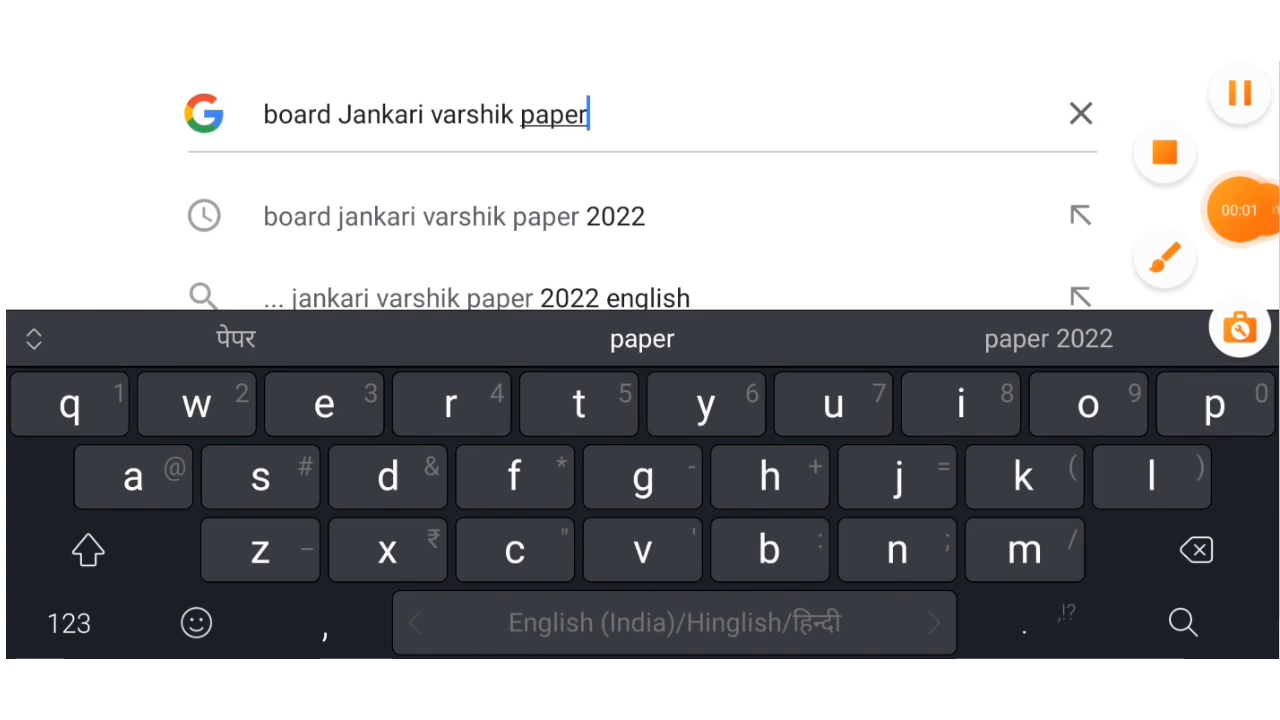 board Jankari varshik paper
board jankari varshik paper 2022
... jankari varshik paper 2022 english
00:01
पेपर paper paper 2022
q 1 w 2 e 3 r 4 t 5 y 6 u 7 i 8 o 9 p 0
a @ s # d & f * g - h + j = k ( l )
z _ x ₹ c " v ' b : n ; m /
123 , English (India)/Hinglish/हिन्दी . ,!?